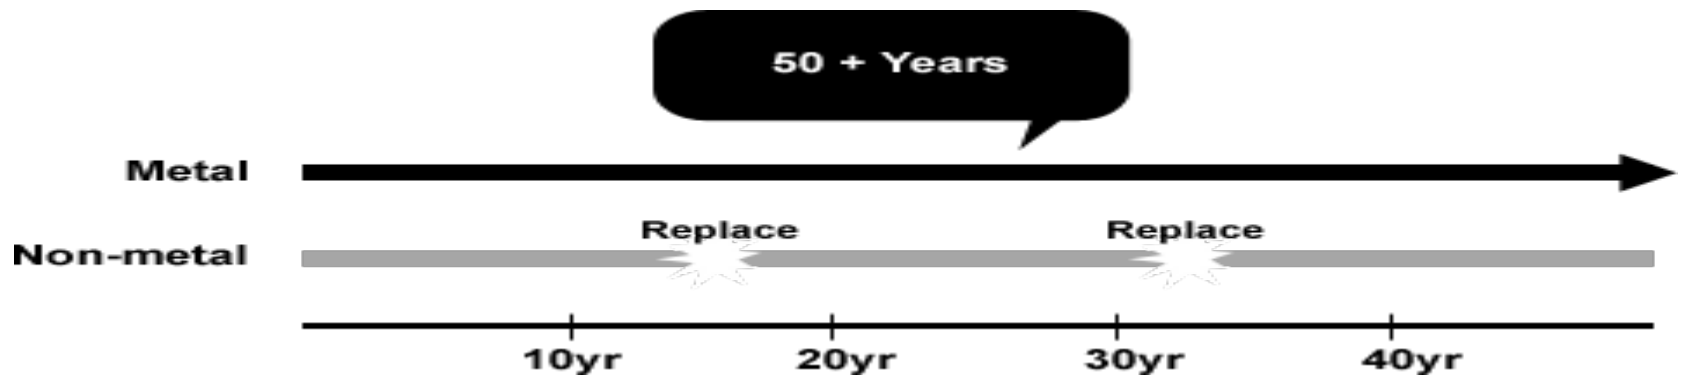 50 + Years
Metal
Replace Replace
Non-metal
10yr 20yr 30yr 40yr